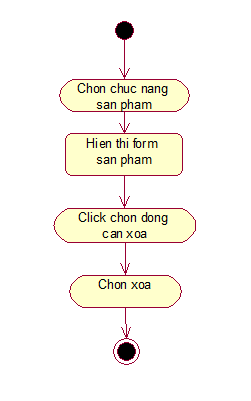 Chon chuc nang
san pham
Hien thi form
san pham
Click chon dong
can xoa
Chon xoa